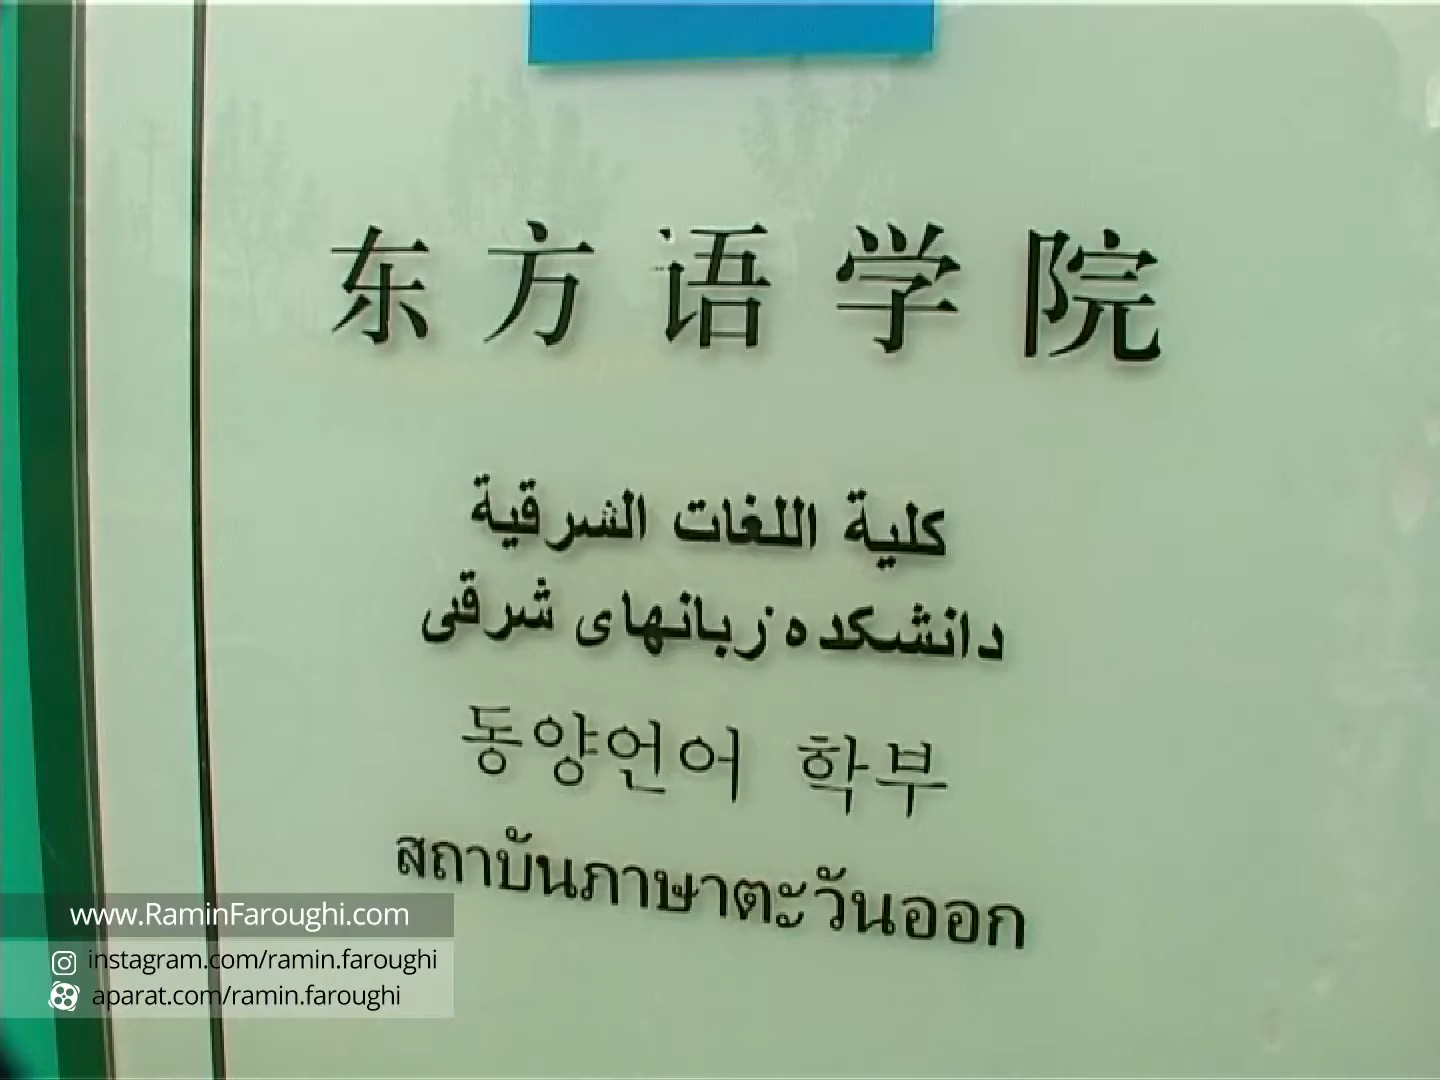 东方语学院
كلية اللغات الشرقية
دانشكده زبانهاى شرقى
동양언어 학부
สถาบันภาษาตะวันออก
www.RaminFaroughi.com
instagram.com/ramin.faroughi
aparat.com/ramin.faroughi